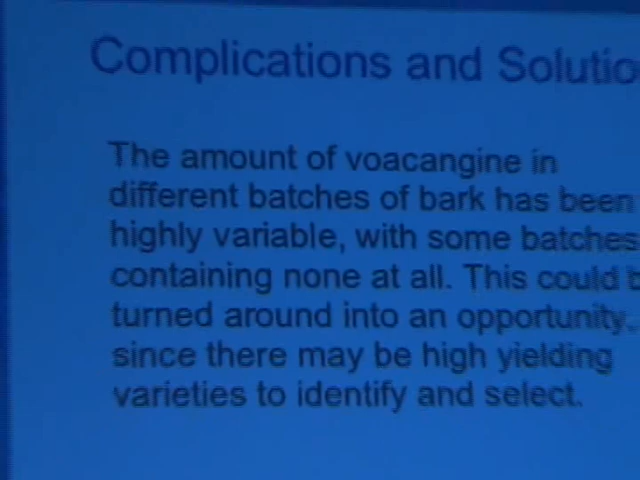 Complications and Solutio
The amount of voacangine in
different batches of bark has been
highly variable, with some batches
containing none at all. This could b
turned around into an opportunity,
since there may be high yielding
varieties to identify and select.